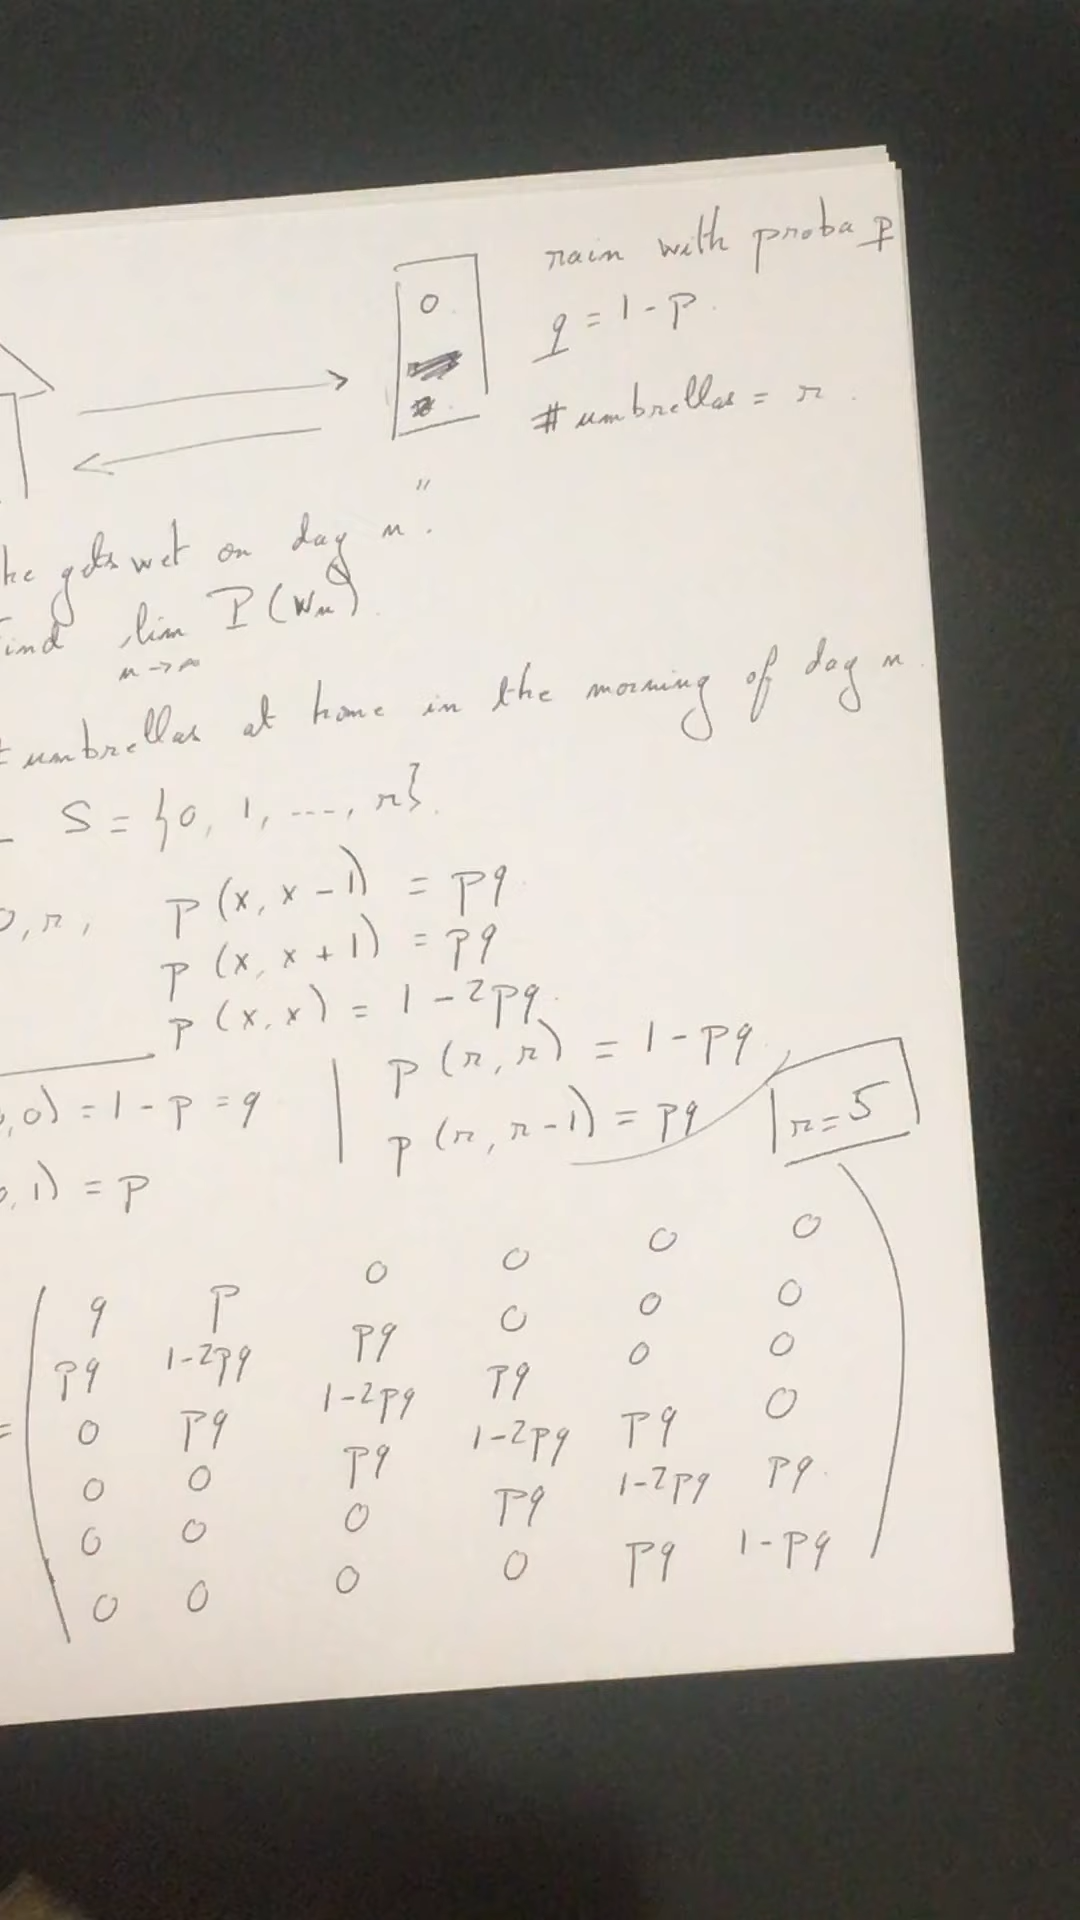 rain with proba p
q = 1 - p.
# umbrellas = r.
he gets wet on day n".
ind lim P(Wn)
n → ∞
# umbrellas at home in the morning of day n.
S = {0, 1, ..., r}.
0, r, p(x, x-1) = pq
p(x, x+1) = pq
p(x, x) = 1 - 2pq.
0,0) = 1 - p = q | p(r, r) = 1 - pq
p(r, r-1) = pq r = 5
0, 1) = p
= ( q p 0 0 0 0
pq 1-2pq pq 0 0 0
0 pq 1-2pq pq 0 0
0 0 pq 1-2pq pq 0
0 0 0 pq 1-2pq pq
0 0 0 0 pq 1-pq )